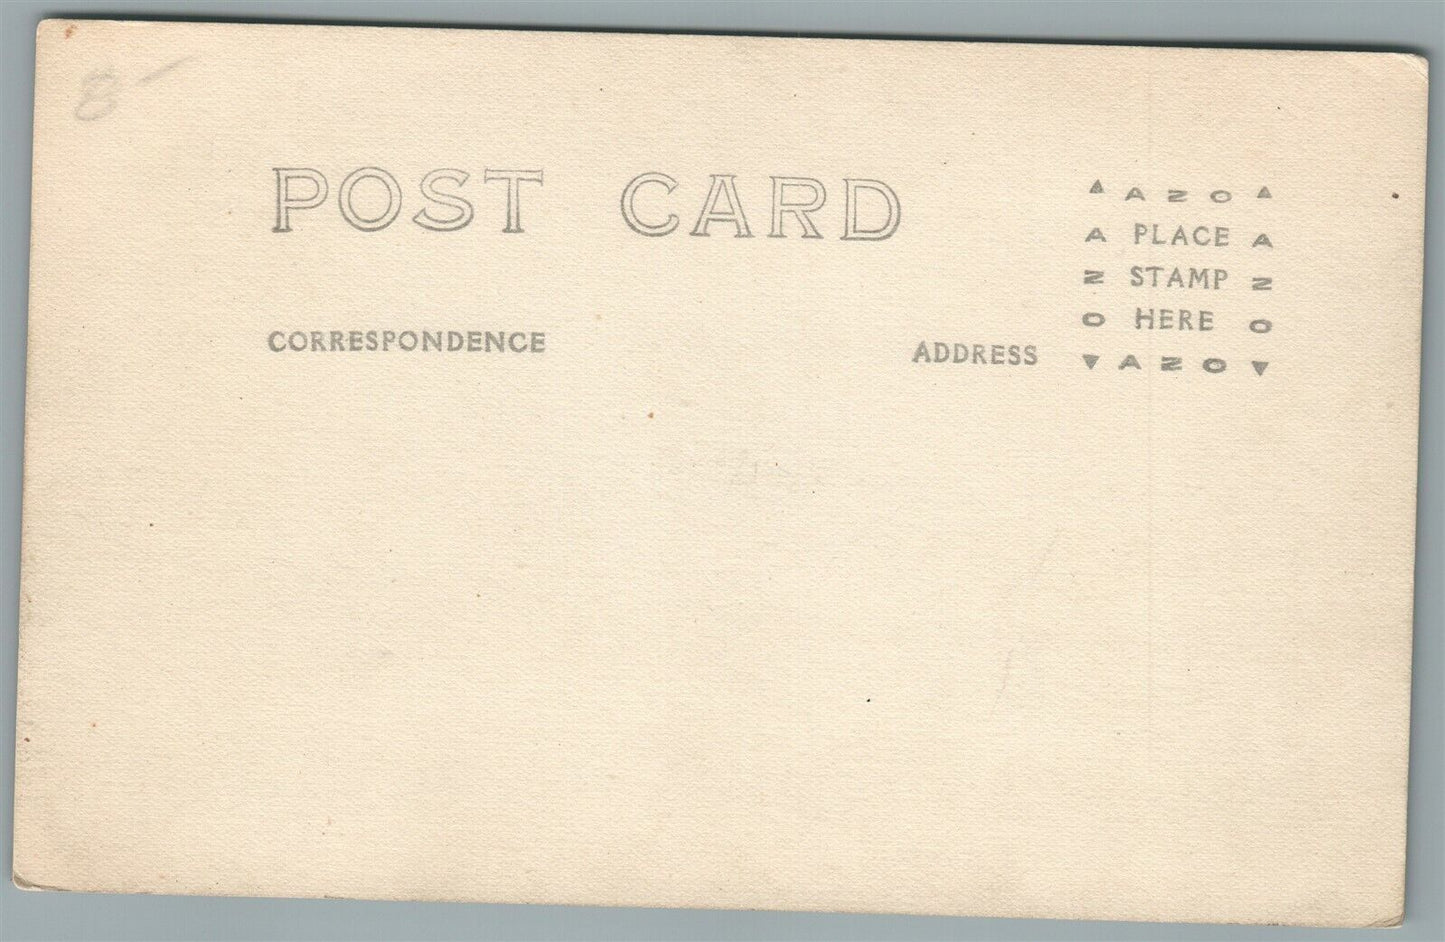 8-
POST CARD
▲ AZO ▲
A PLACE A
Z STAMP Z
O HERE O
▼ AZO ▼
CORRESPONDENCE
ADDRESS